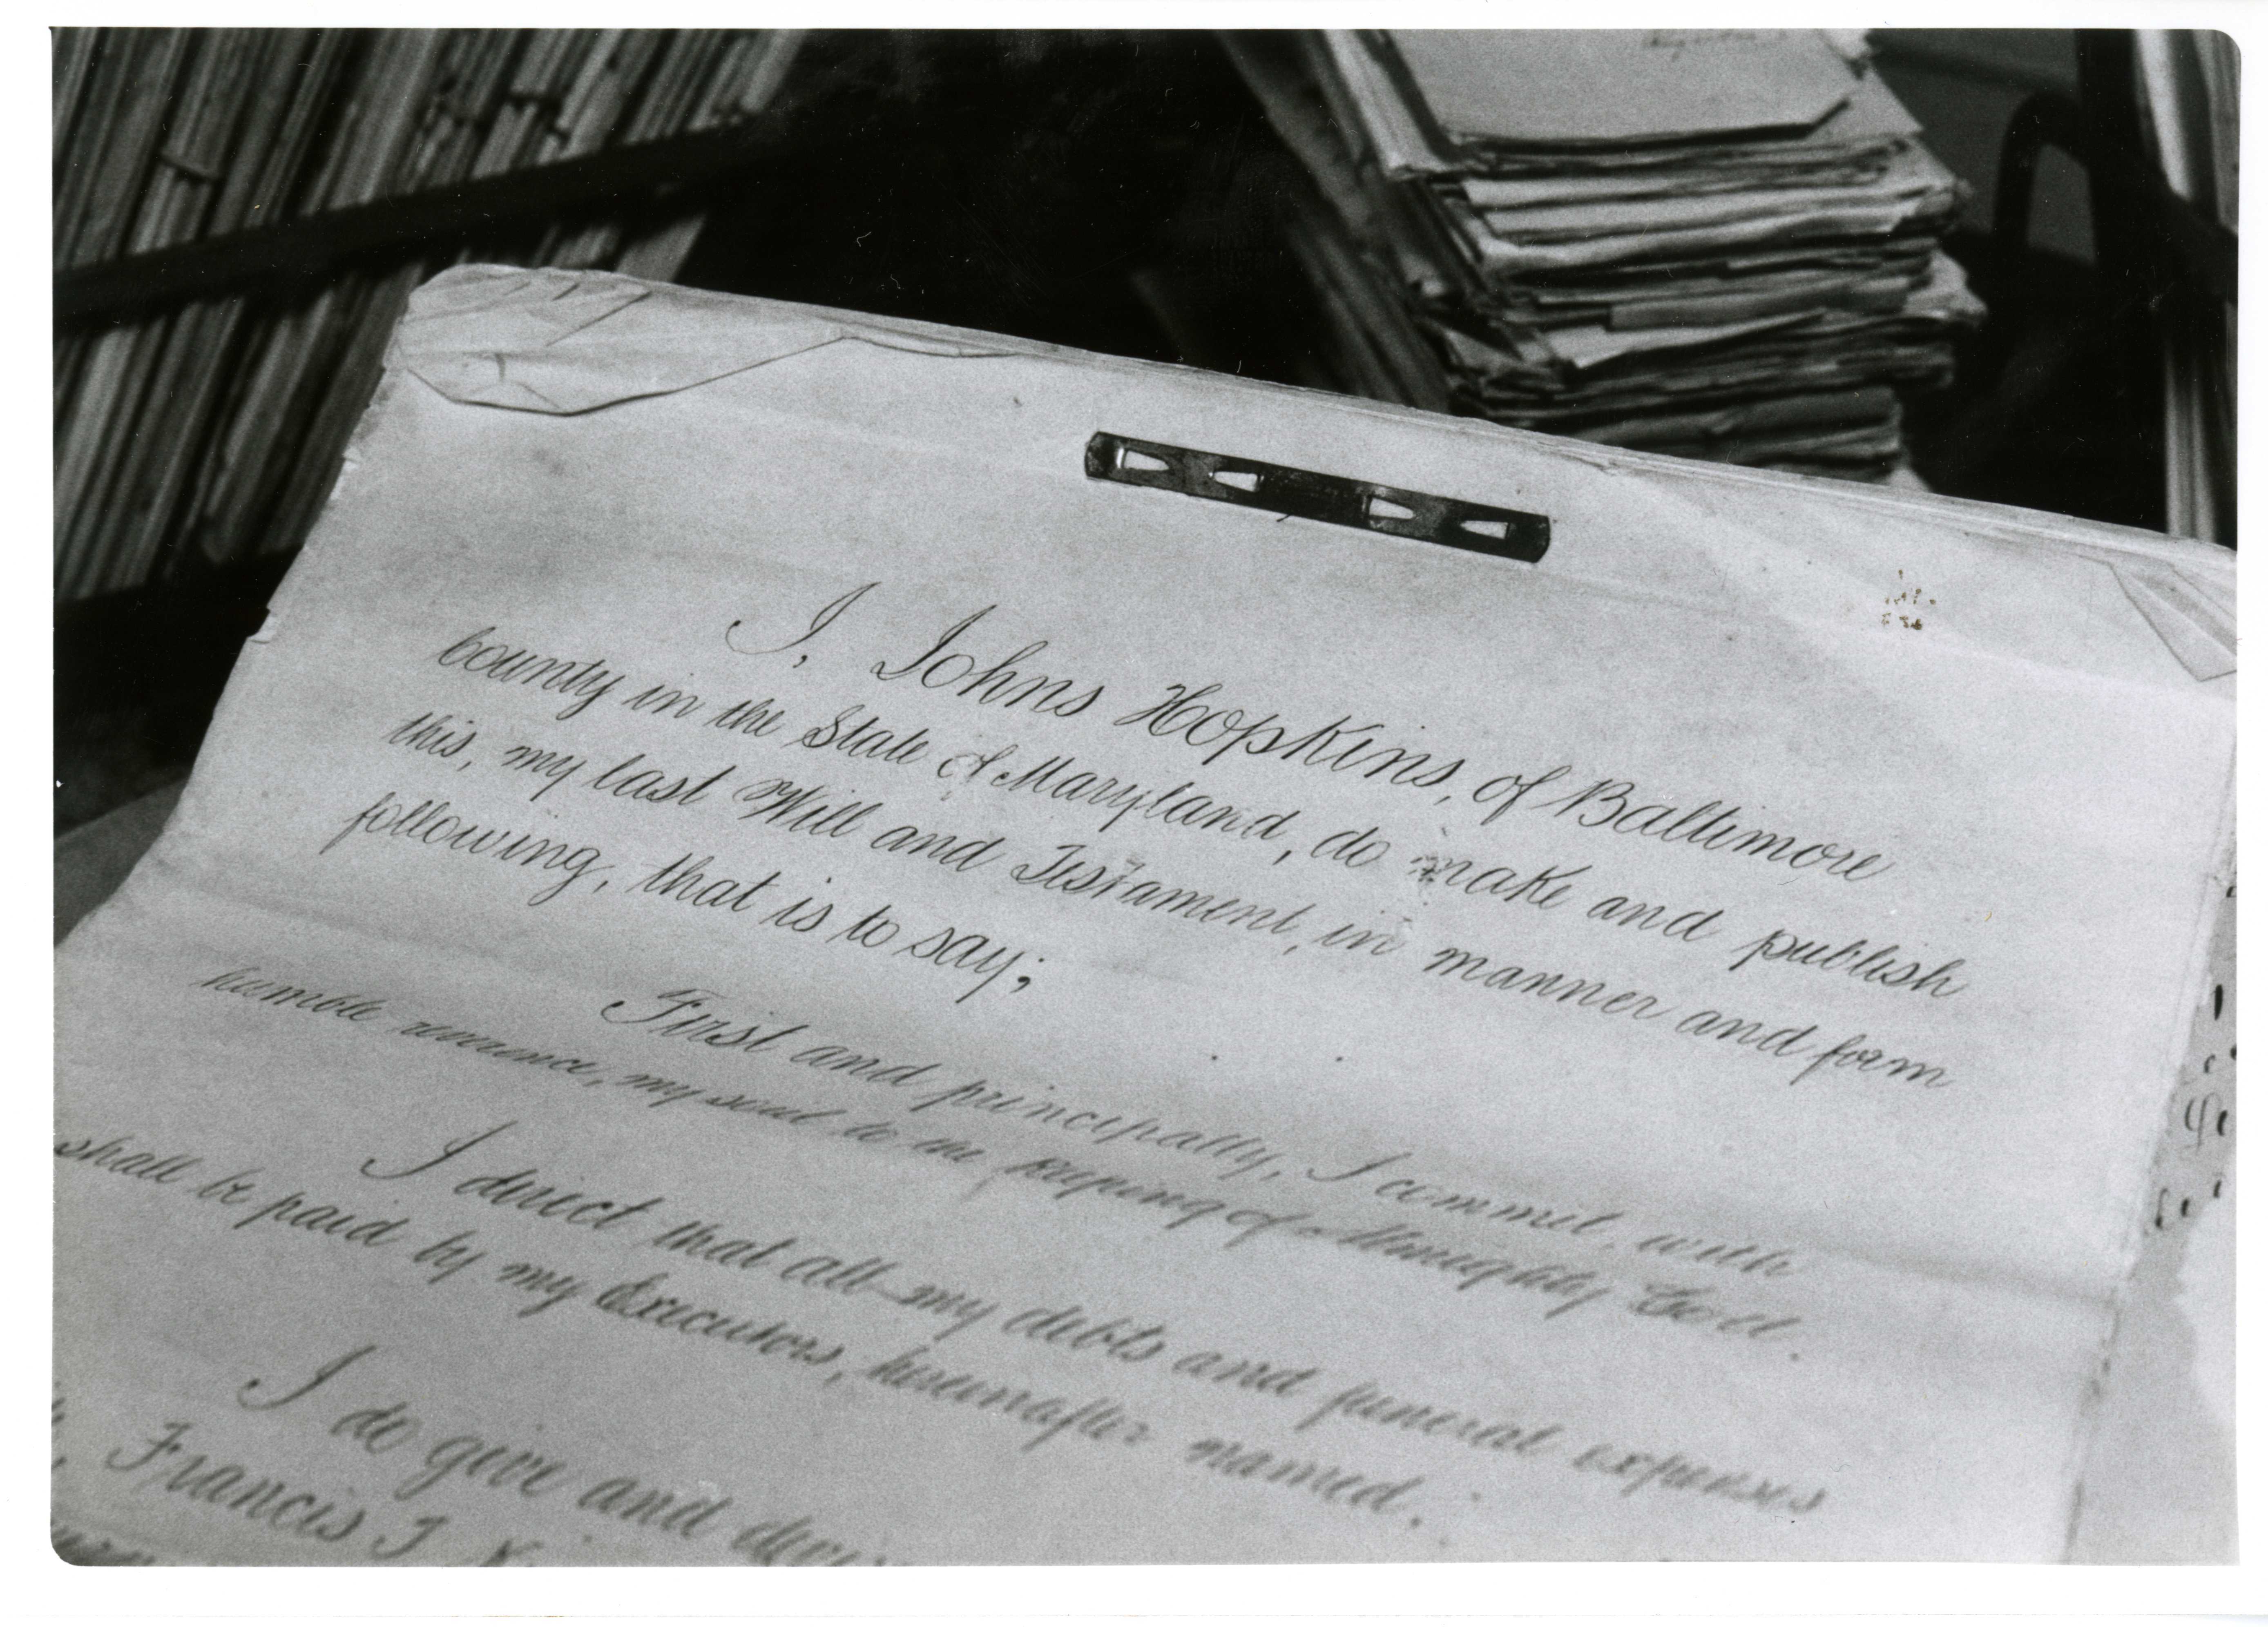 I, Johns Hopkins, of Baltimore
County in the State of Maryland, do make and publish
this, my last Will and Testament, in manner and form
following, that is to say;
First and principally, I commit, with
humble reverence, my soul to the keeping of Almighty God.
I direct that all my debts and funeral expenses
shall be paid by my Executors, hereinafter named.
I do give and
Francis T